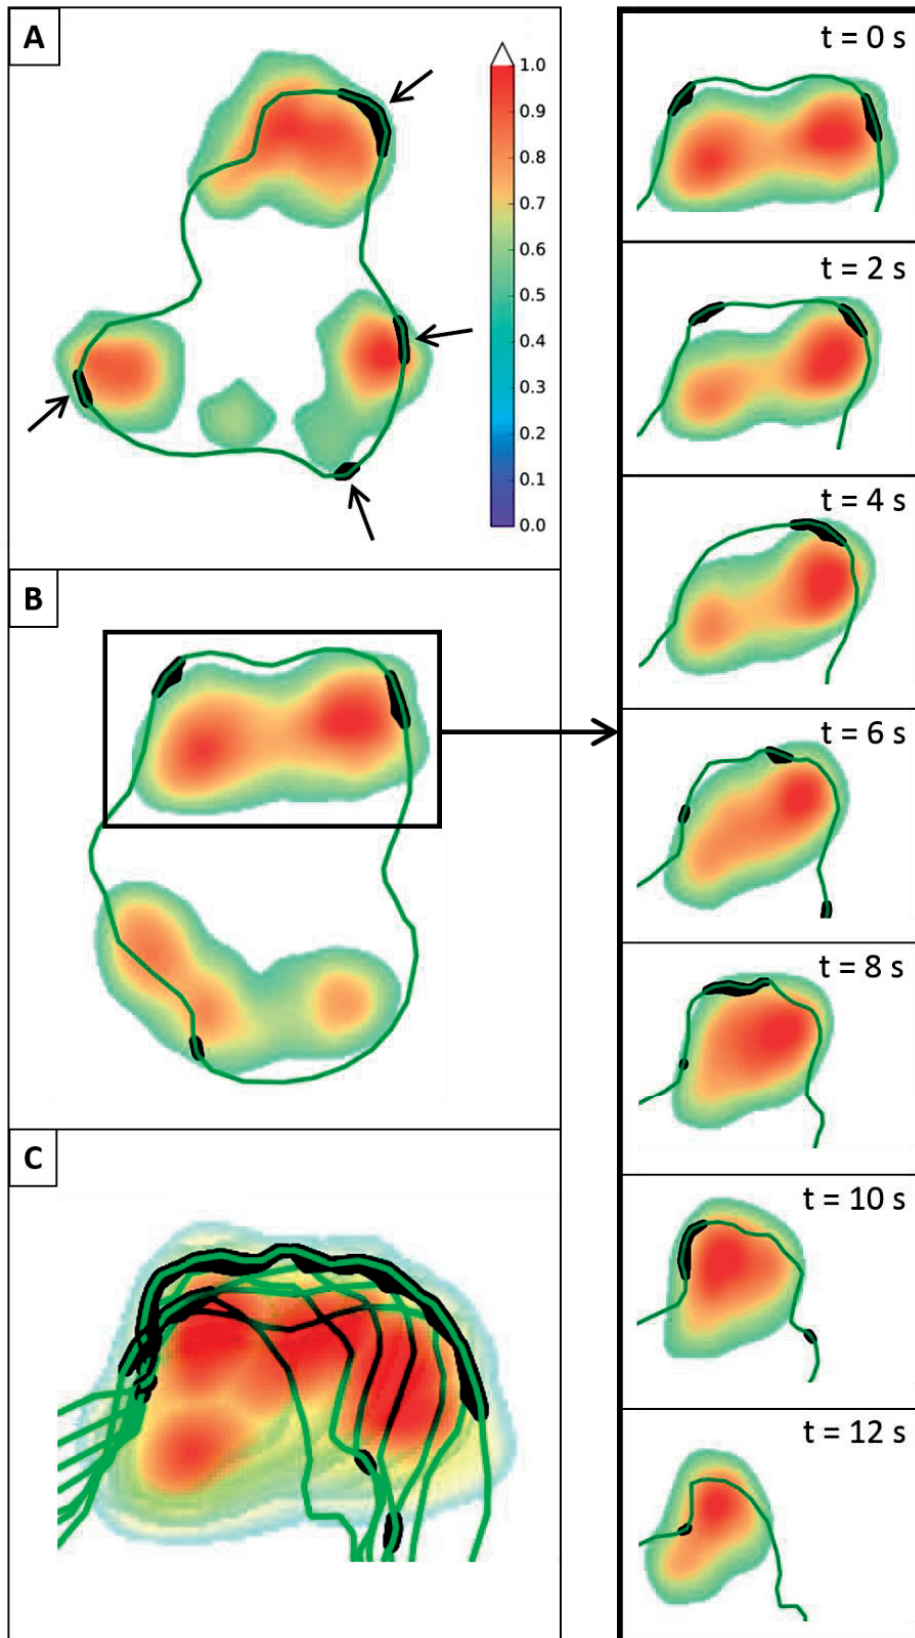 A
1.0
0.9
0.8
0.7
0.6
0.5
0.4
0.3
0.2
0.1
0.0
B
C
t = 0 s
t = 2 s
t = 4 s
t = 6 s
t = 8 s
t = 10 s
t = 12 s